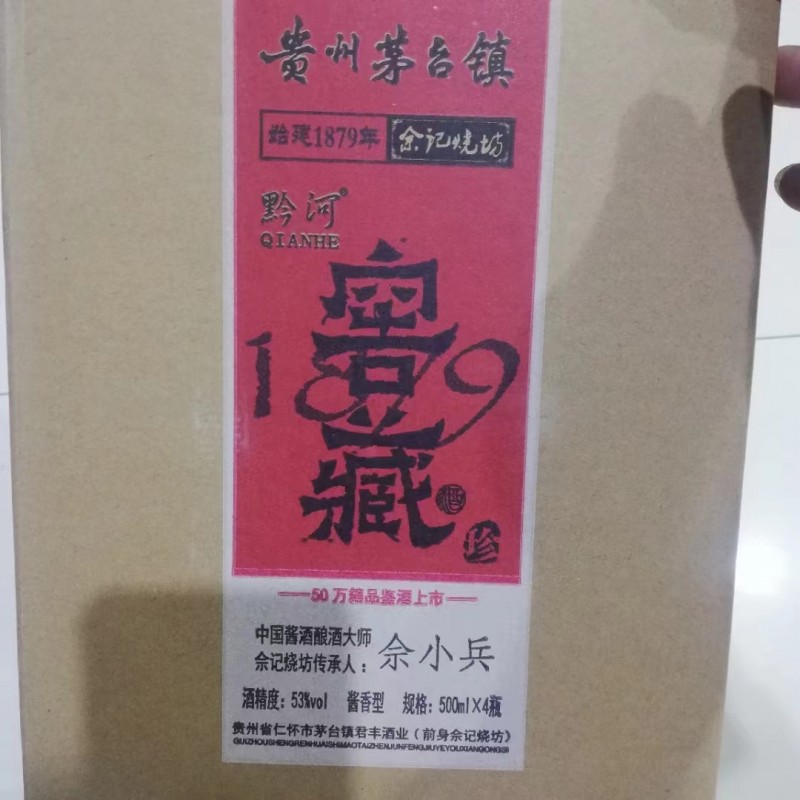 贵州茅台镇
始建1879年 余记烧坊
黔河®
QIANHE
1879
窖藏
珍
50万箱品鉴酒上市
中国酱酒酿酒大师
佘记烧坊传承人：佘小兵
酒精度：53%vol 酱香型 规格：500ml×4瓶
贵州省仁怀市茅台镇君丰酒业（前身佘记烧坊》
GUIZHOUSHENGRENHUAISHIMAOTAIZHENJUNFENGJIUYEYOUXIANGONGSI